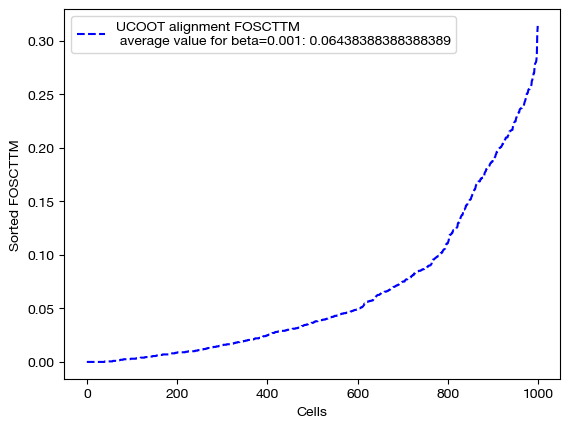 UCOOT alignment FOSCTTM
average value for beta=0.001: 0.06438388388388389
0.30
0.25
0.20
0.15
0.10
0.05
0.00
Sorted FOSCTTM
0 200 400 600 800 1000
Cells